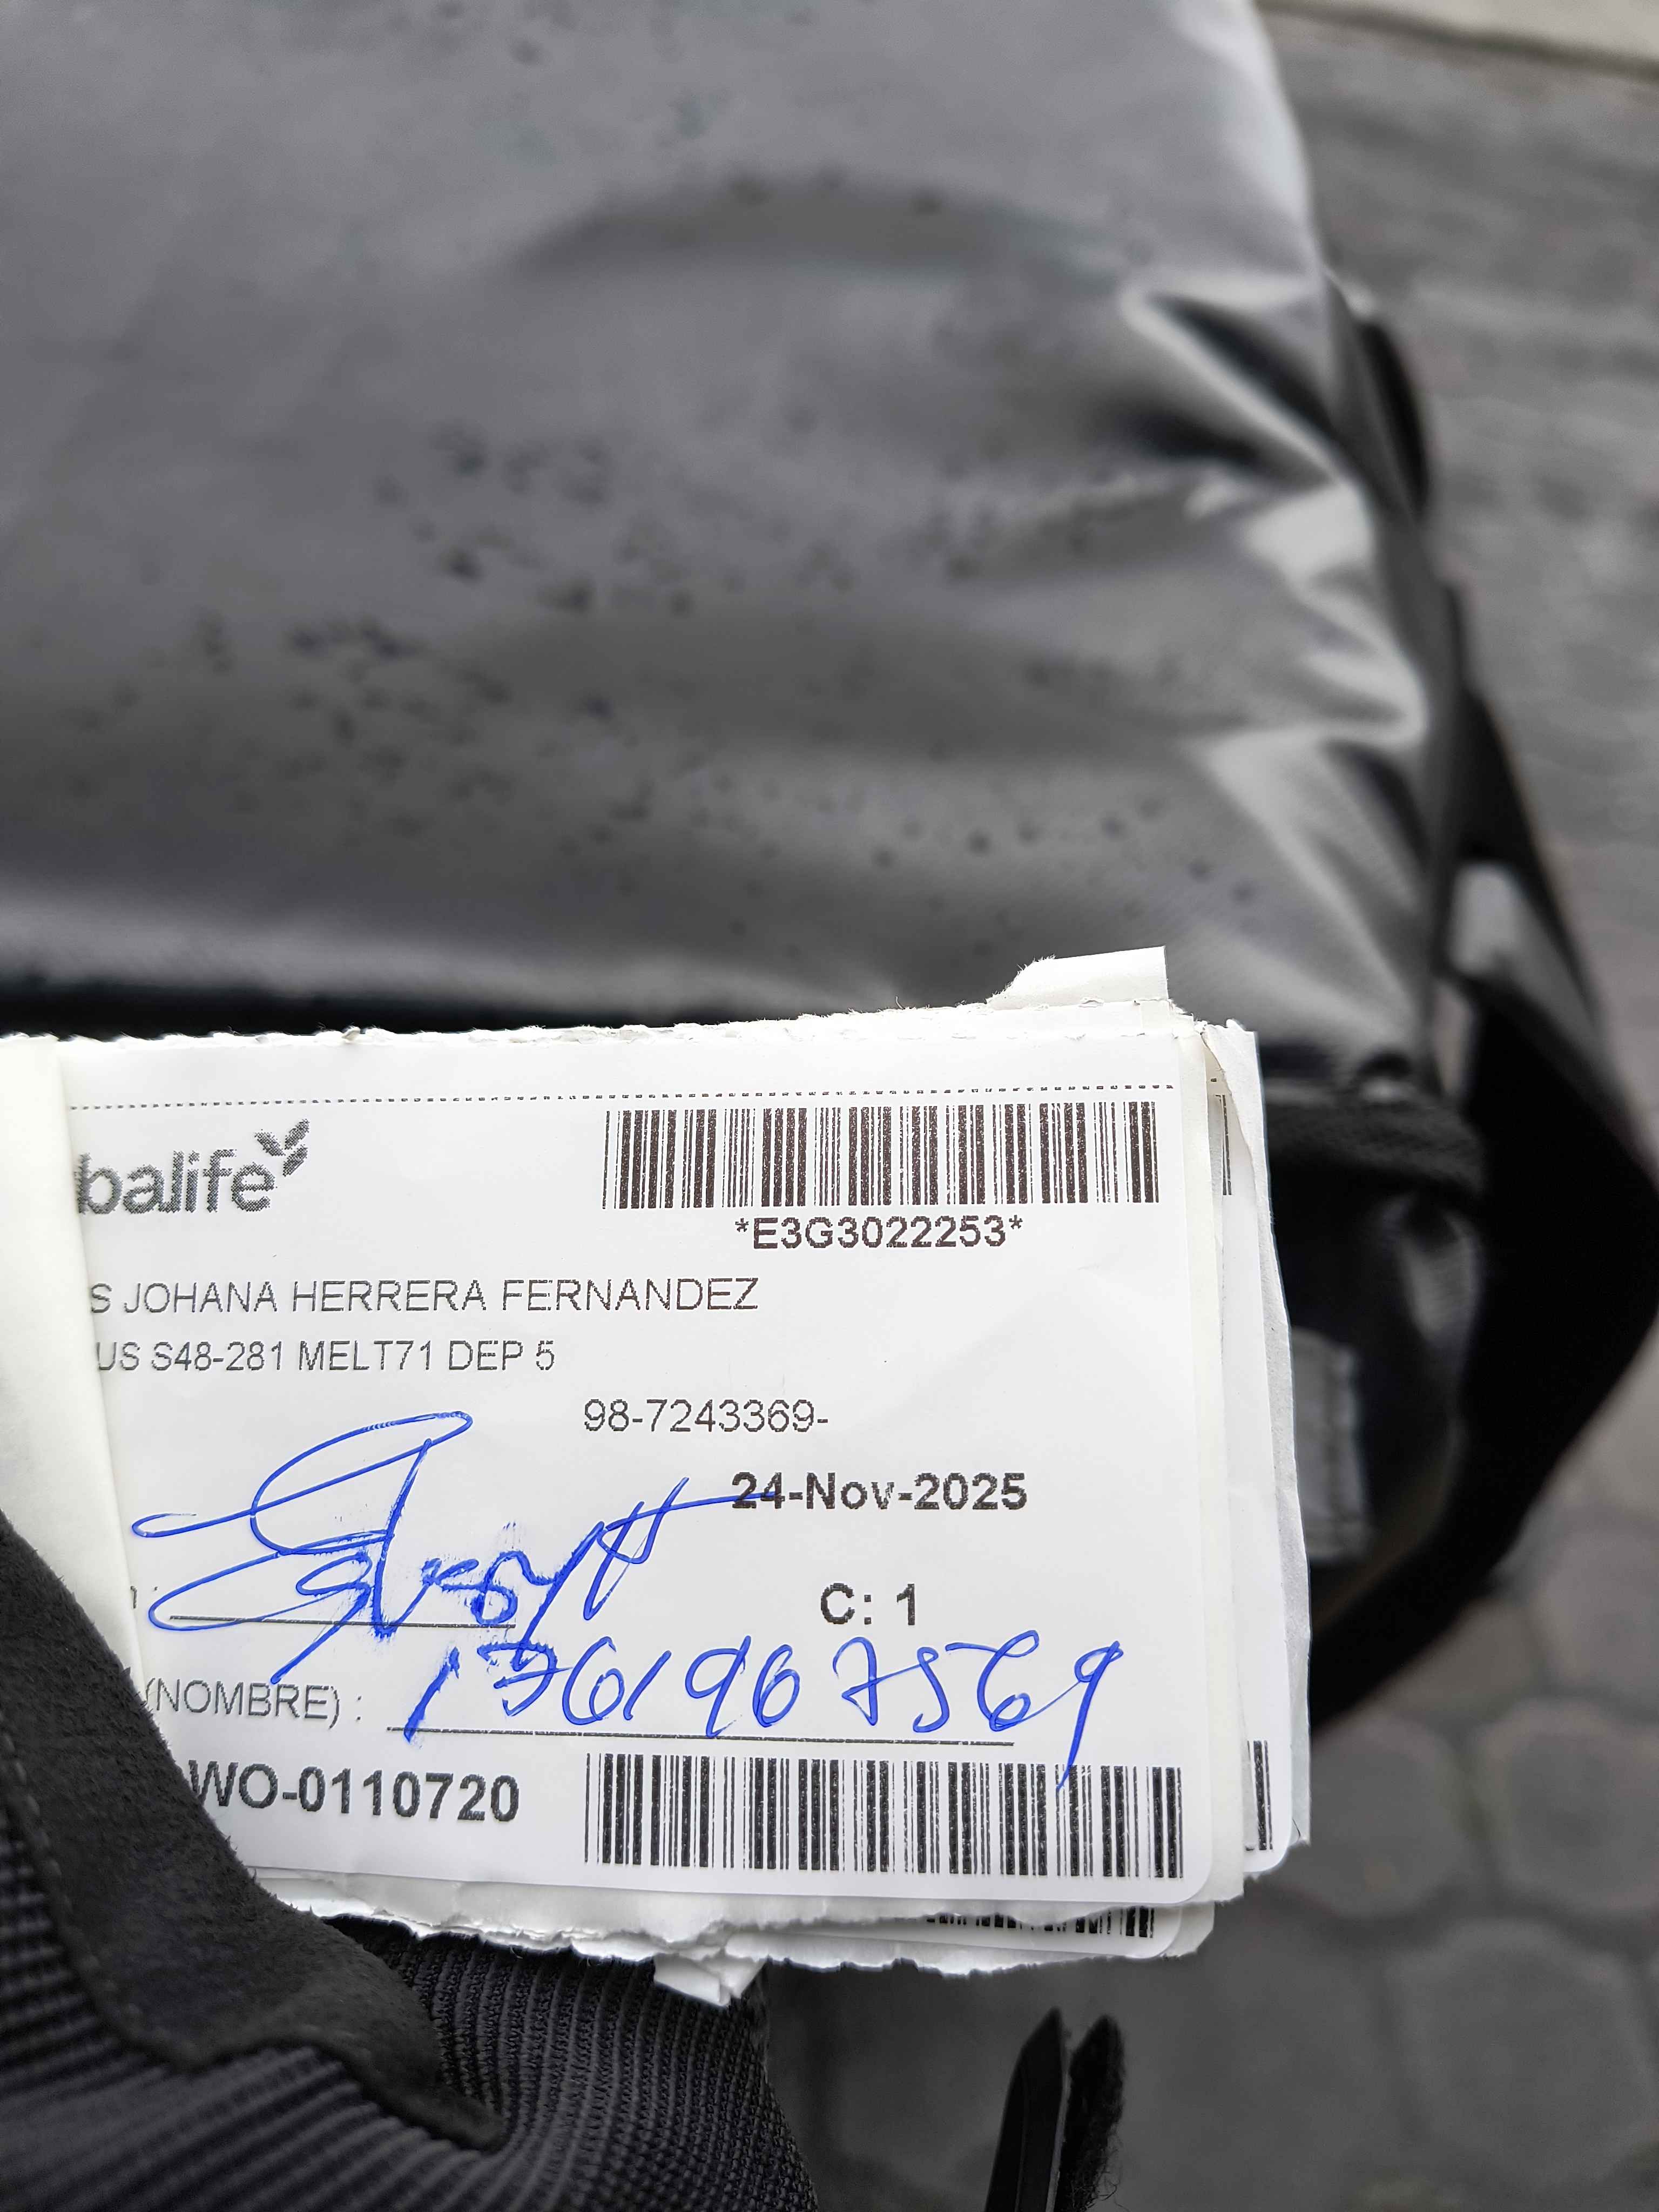 balife
*E3G3022253*
S JOHANA HERRERA FERNANDEZ
US S48-281 MELT71 DEP 5
98-7243369-
24-Nov-2025
C: 1
(NOMBRE) : 1761967569
WO-0110720